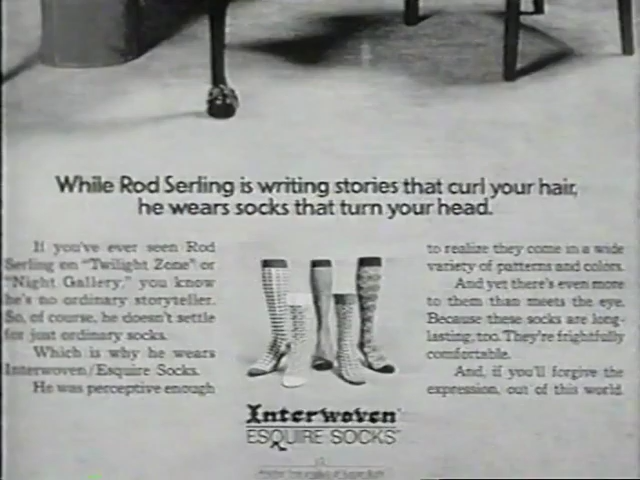 While Rod Serling is writing stories that curl your hair,
he wears socks that turn your head.
If you've ever seen Rod
Serling on "Twilight Zone" or
"Night Gallery," you know
he's no ordinary storyteller.
So, of course, he doesn't settle
for just ordinary socks.
Which is why he wears
Interwoven/Esquire Socks.
He was perceptive enough
to realize they come in a wide
variety of patterns and colors.
And yet there's even more
to them than meets the eye.
Because these socks are long-
lasting, too. They're frightfully
comfortable.
And, if you'll forgive the
expression, out of this world.
Interwoven
ESQUIRE SOCKS